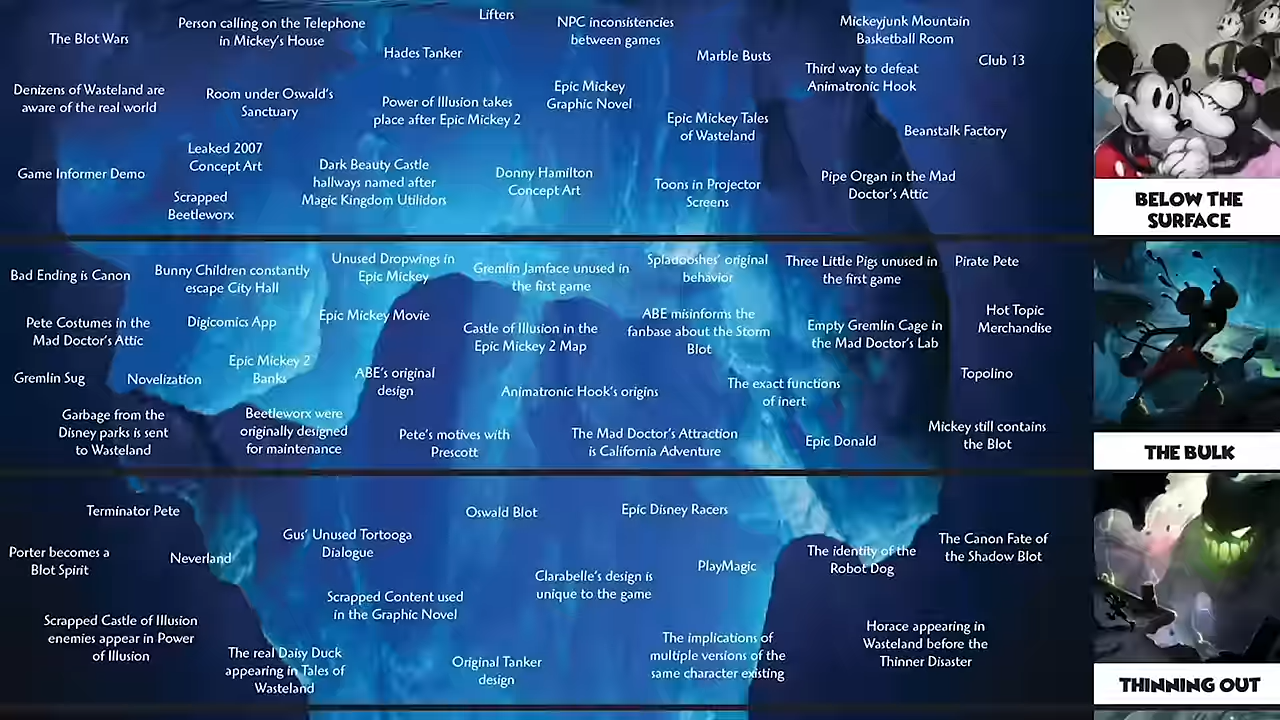 The Blot Wars
Person calling on the Telephone
in Mickey's House
Lifters
Hades Tanker
NPC inconsistencies
between games
Marble Busts
Mickeyjunk Mountain
Basketball Room
Club 13
Denizens of Wasteland are
aware of the real world
Room under Oswald's
Sanctuary
Power of Illusion takes
place after Epic Mickey 2
Epic Mickey
Graphic Novel
Epic Mickey Tales
of Wasteland
Third way to defeat
Animatronic Hook
Beanstalk Factory
Game Informer Demo
Leaked 2007
Concept Art
Scrapped
Beetleworx
Dark Beauty Castle
hallways named after
Magic Kingdom Utilidors
Donny Hamilton
Concept Art
Toons in Projector
Screens
Pipe Organ in the Mad
Doctor's Attic
BELOW THE
SURFACE
Bad Ending is Canon
Bunny Children constantly
escape City Hall
Unused Dropwings in
Epic Mickey
Gremlin Jamface unused in
the first game
Spladooshes' original
behavior
Three Little Pigs unused in
the first game
Pirate Pete
Pete Costumes in the
Mad Doctor's Attic
Digicomics App
Epic Mickey Movie
Castle of Illusion in the
Epic Mickey 2 Map
ABE misinforms the
fanbase about the Storm
Blot
Empty Gremlin Cage in
the Mad Doctor's Lab
Hot Topic
Merchandise
Gremlin Sug
Novelization
Epic Mickey 2
Banks
ABE's original
design
Animatronic Hook's origins
The exact functions
of inert
Topolino
Garbage from the
Disney parks is sent
to Wasteland
Beetleworx were
originally designed
for maintenance
Pete's motives with
Prescott
The Mad Doctor's Attraction
is California Adventure
Epic Donald
Mickey still contains
the Blot
THE BULK
Terminator Pete
Gus' Unused Tortooga
Dialogue
Oswald Blot
Epic Disney Racers
Porter becomes a
Blot Spirit
Neverland
Clarabelle's design is
unique to the game
PlayMagic
The identity of the
Robot Dog
The Canon Fate of
the Shadow Blot
Scrapped Castle of Illusion
enemies appear in Power
of Illusion
Scrapped Content used
in the Graphic Novel
The real Daisy Duck
appearing in Tales of
Wasteland
Original Tanker
design
The implications of
multiple versions of the
same character existing
Horace appearing in
Wasteland before the
Thinner Disaster
THINNING OUT